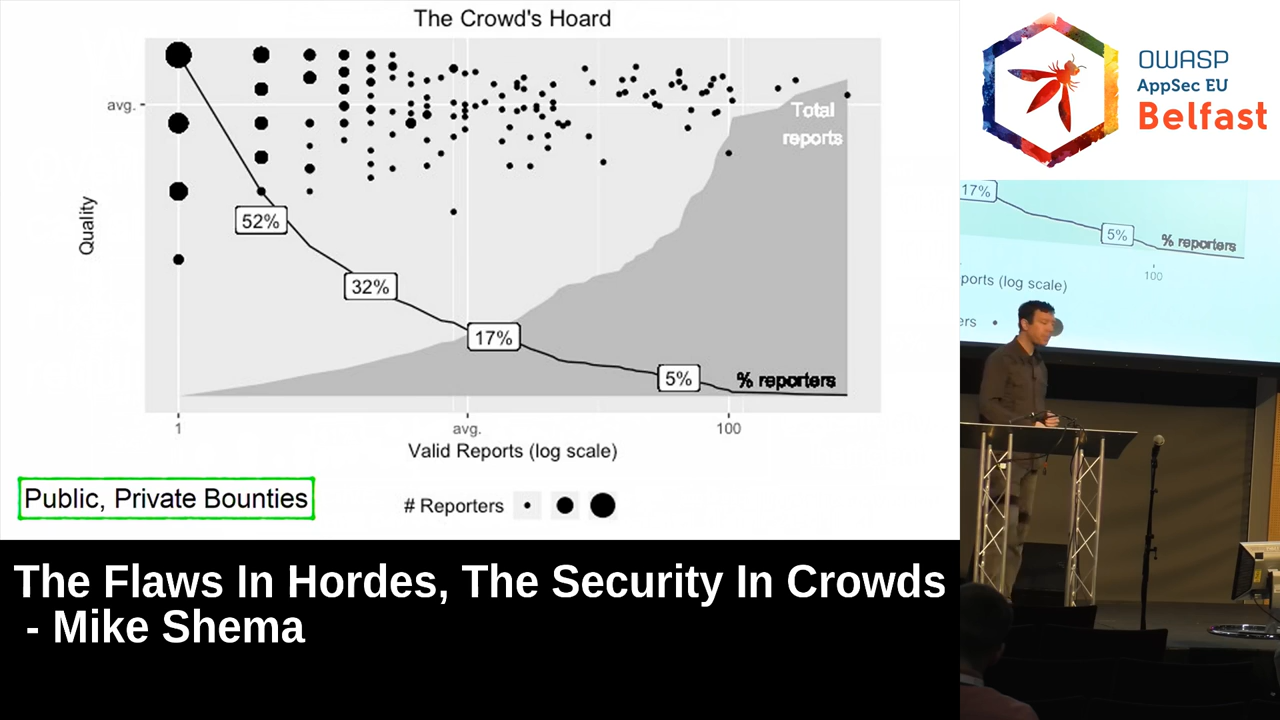 The Crowd's Hoard
avg.
Quality
Total
reports
52%
32%
17%
5%
% reporters
1
avg.
100
Valid Reports (log scale)
Public, Private Bounties
# Reporters
OWASP
AppSec EU
Belfast
17%
5%
% reporters
100
ports (log scale)
ers
The Flaws In Hordes, The Security In Crowds
- Mike Shema